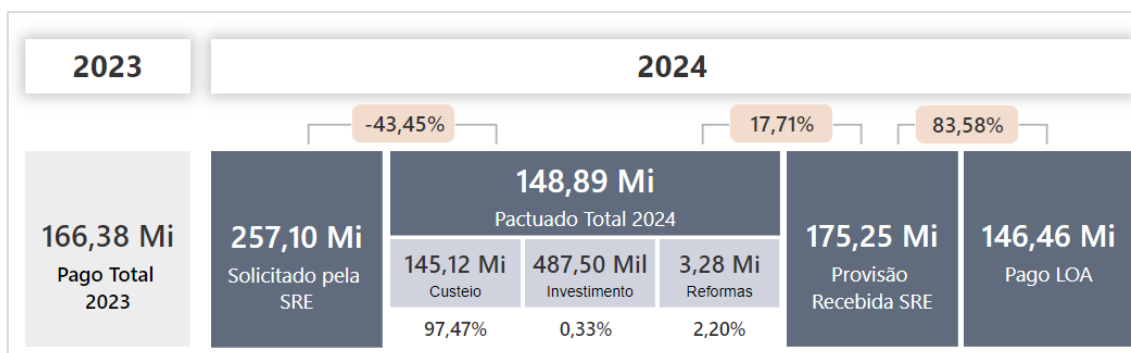 2023
2024
-43,45%
17,71%
83,58%
166,38 Mi
Pago Total
2023
257,10 Mi
Solicitado pela
SRE
148,89 Mi
Pactuado Total 2024
145,12 Mi
Custeio
97,47%
487,50 Mil
Investimento
0,33%
3,28 Mi
Reformas
2,20%
175,25 Mi
Provisão
Recebida SRE
146,46 Mi
Pago LOA